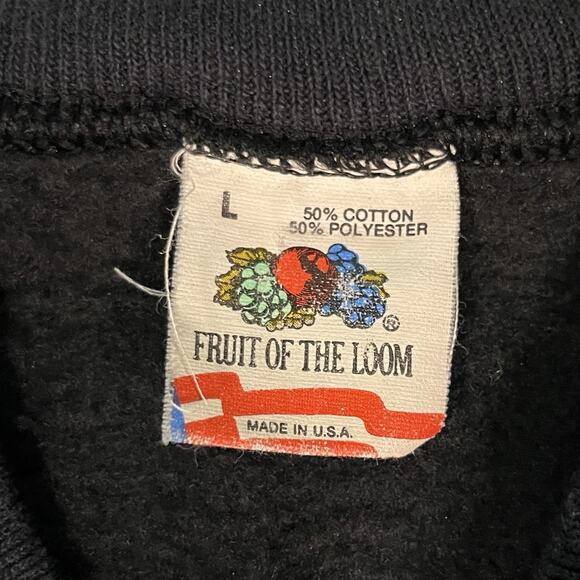 L
50% COTTON
50% POLYESTER
®
FRUIT OF THE LOOM
MADE IN U.S.A.